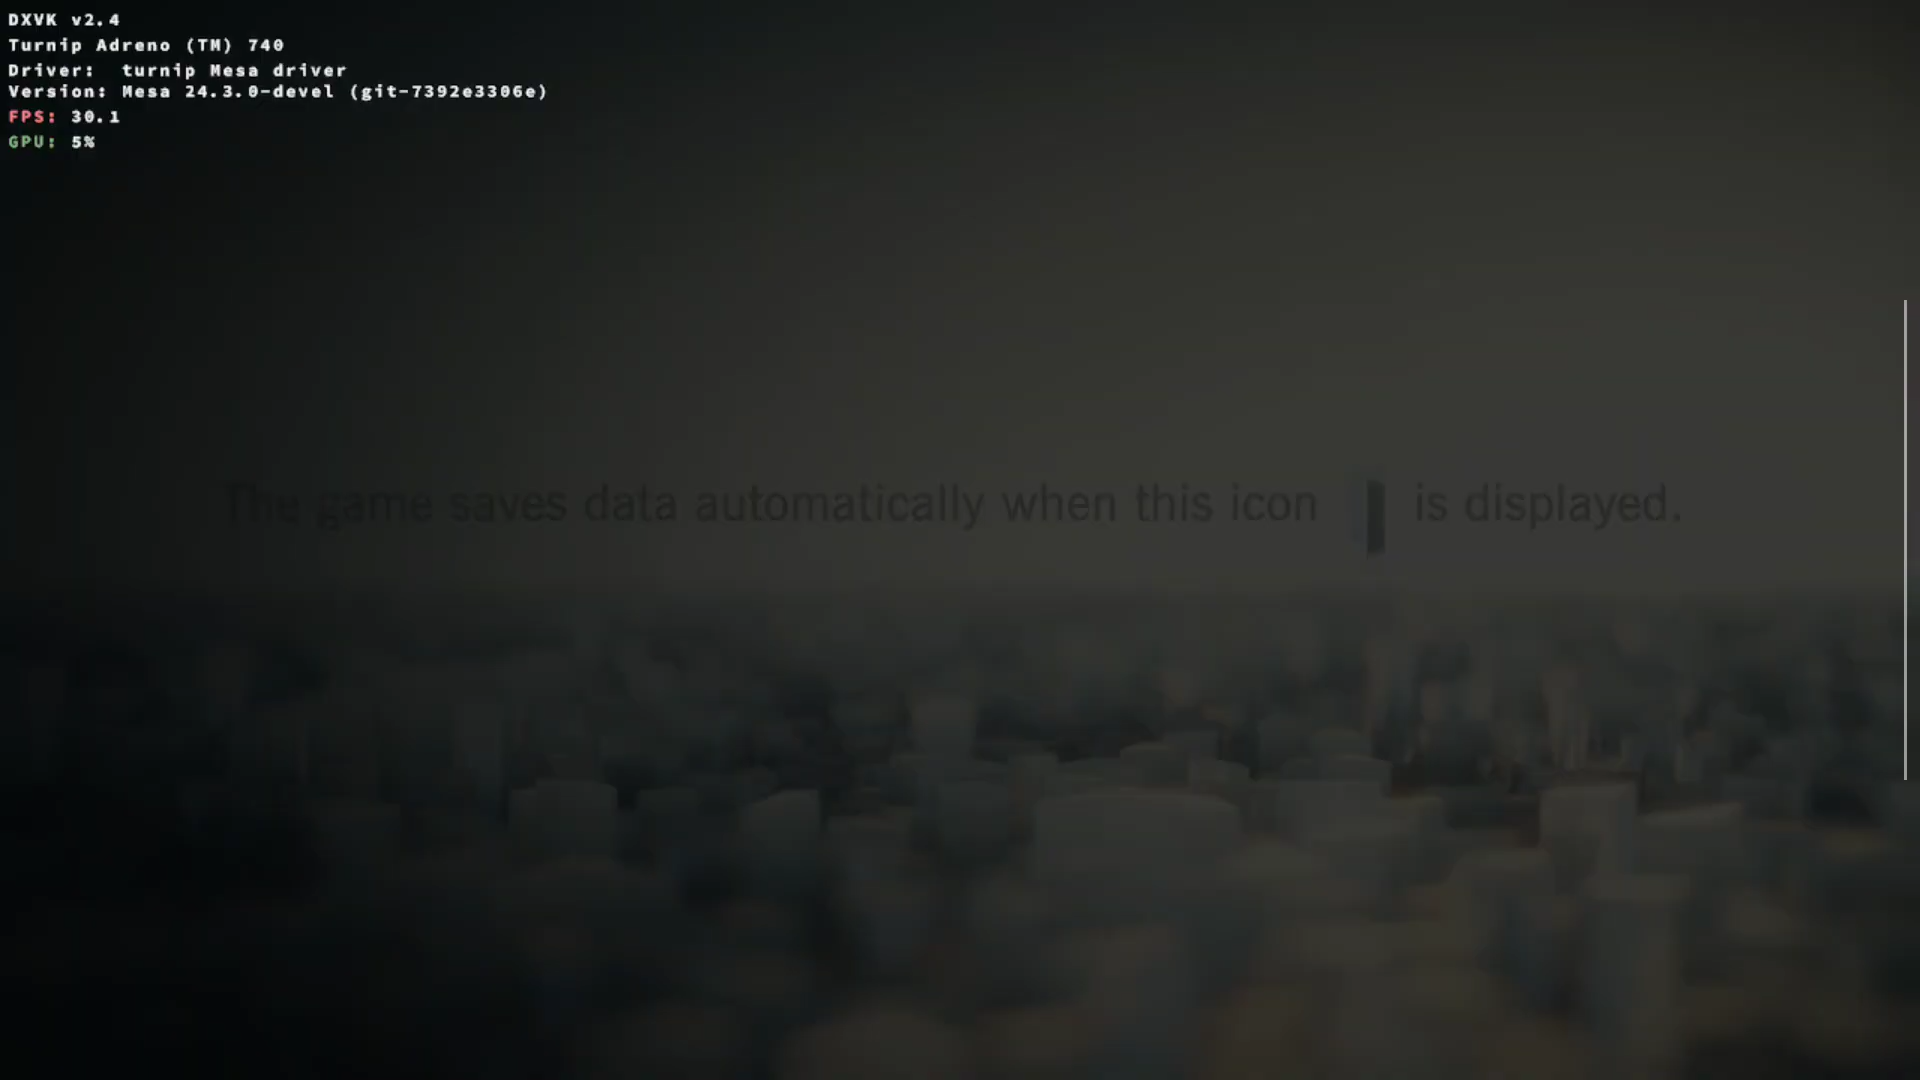 DXVK v2.4
Turnip Adreno (TM) 740
Driver:  turnip Mesa driver
Version: Mesa 24.3.0-devel (git-7392e3306e)
FPS: 30.1
GPU: 5%
The game saves data automatically when this icon is displayed.